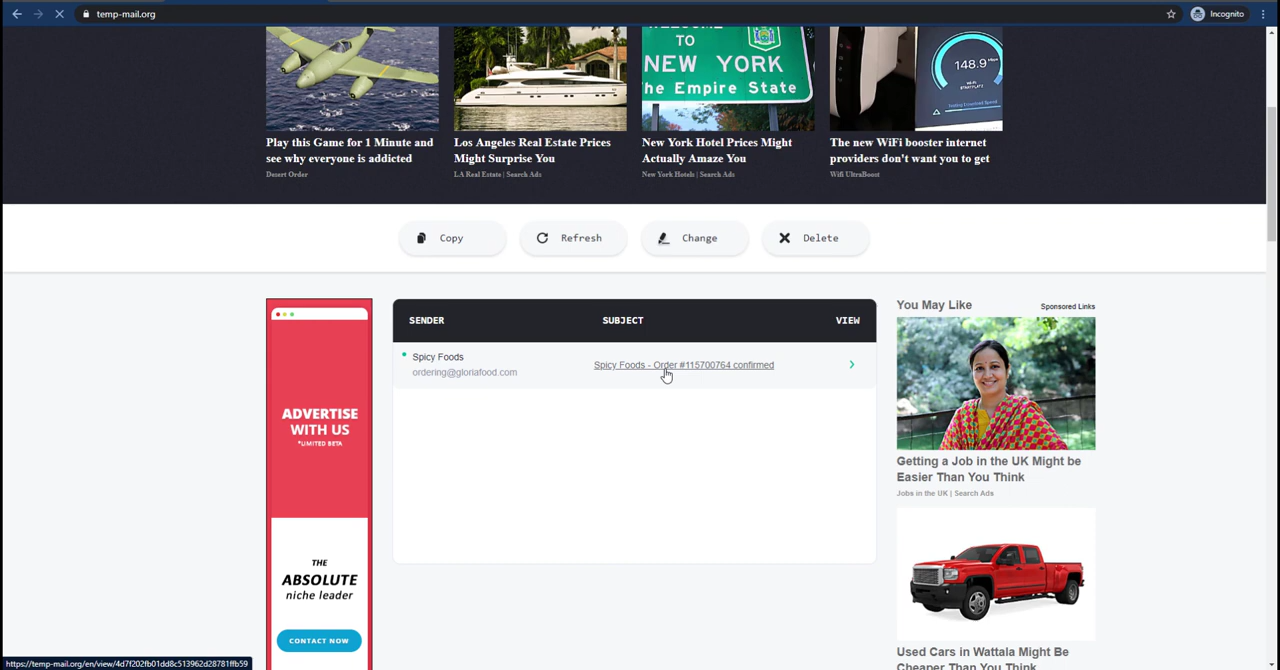 temp-mail.org
Incognito
WELCOME
TO
NEW YORK
The Empire State
148.9
Play this Game for 1 Minute and
see why everyone is addicted
Desert Order
Los Angeles Real Estate Prices
Might Surprise You
LA Real Estate | Search Ads
New York Hotel Prices Might
Actually Amaze You
New York Hotels | Search Ads
The new WiFi booster internet
providers don't want you to get
Wifi UltraBoost
Copy
Refresh
Change
Delete
ADVERTISE
WITH US
*LIMITED BETA
THE
ABSOLUTE
niche leader
CONTACT NOW
SENDER
SUBJECT
VIEW
Spicy Foods
ordering@gloriafood.com
Spicy Foods - Order #115700764 confirmed
You May Like
Sponsored Links
Getting a Job in the UK Might be
Easier Than You Think
Jobs in the UK | Search Ads
Used Cars in Wattala Might Be
Cheaper Than You Think
https://temp-mail.org/en/view/4d7f202fb01dd8c513962d28781ffb59